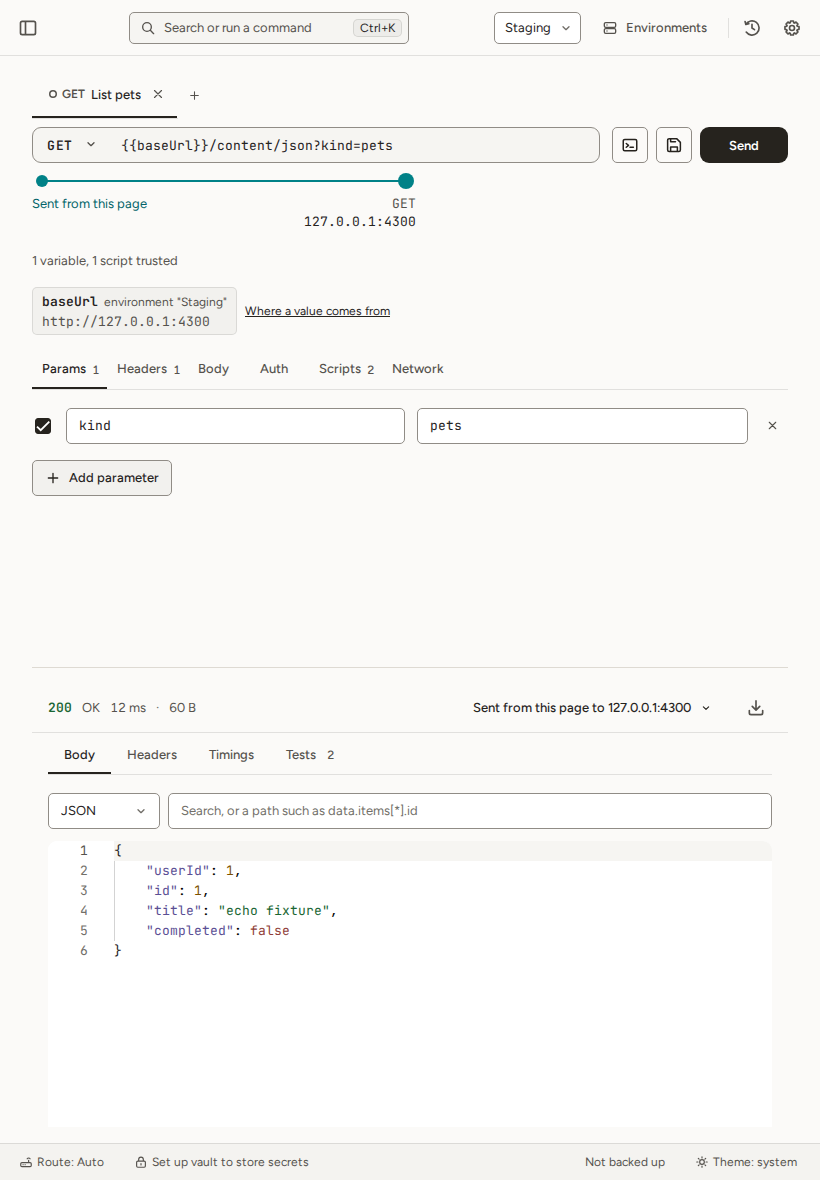 Search or run a command Ctrl+K Staging Environments
GET List pets
GET {{baseUrl}}/content/json?kind=pets Send
Sent from this page GET
127.0.0.1:4300
1 variable, 1 script trusted
baseUrl environment "Staging"
http://127.0.0.1:4300
Where a value comes from
Params 1 Headers 1 Body Auth Scripts 2 Network
kind pets
Add parameter
200 OK 12 ms · 60 B Sent from this page to 127.0.0.1:4300
Body Headers Timings Tests 2
JSON Search, or a path such as data.items[*].id
1 {
2 "userId": 1,
3 "id": 1,
4 "title": "echo fixture",
5 "completed": false
6 }
Route: Auto Set up vault to store secrets Not backed up Theme: system